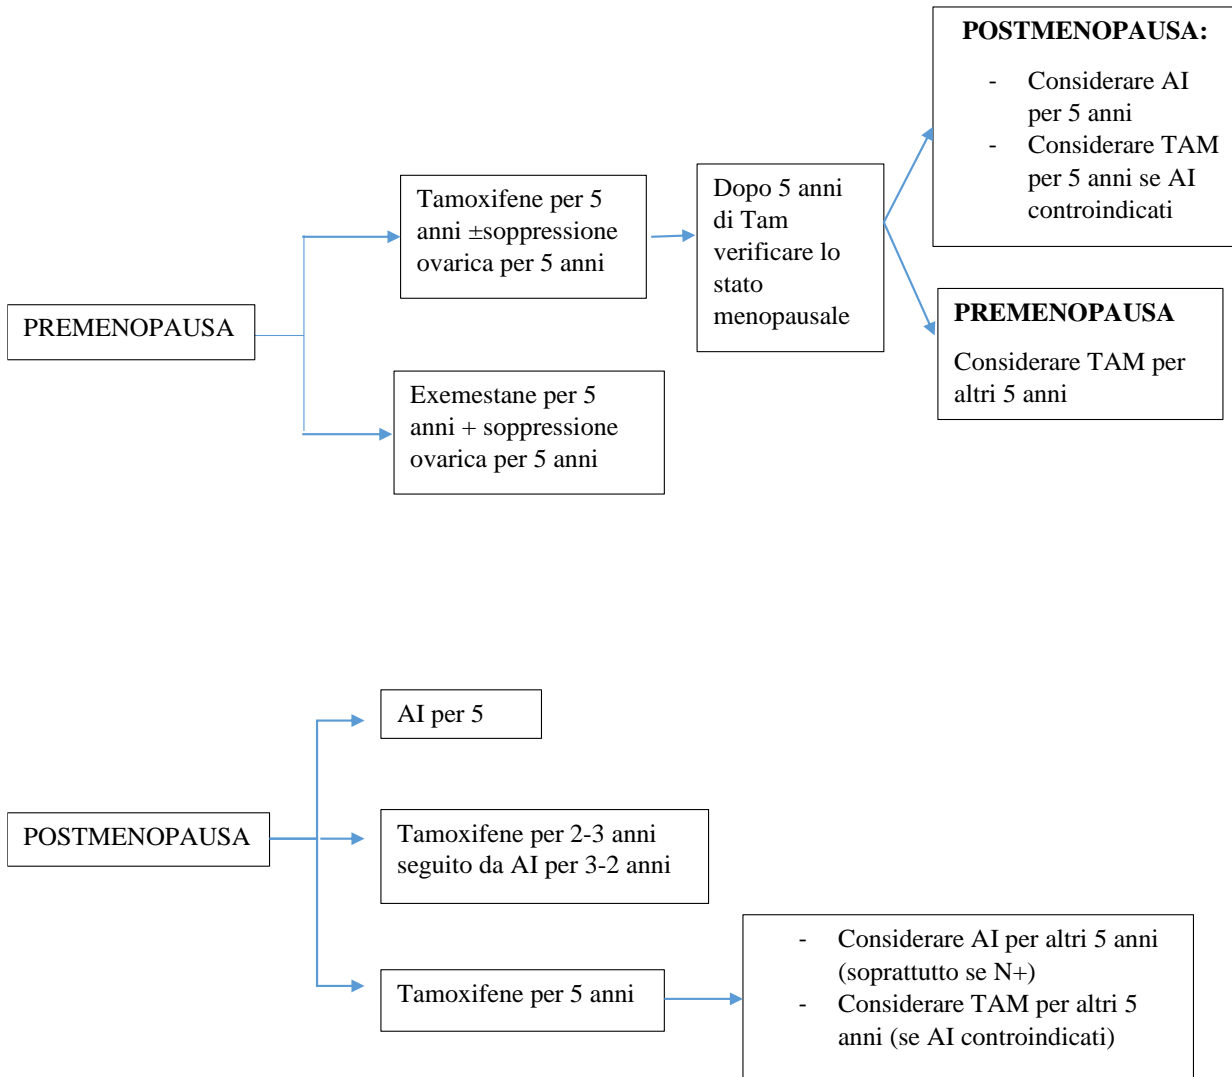 PREMENOPAUSA
Tamoxifene per 5
anni ±soppressione
ovarica per 5 anni
Exemestane per 5
anni + soppressione
ovarica per 5 anni
Dopo 5 anni
di Tam
verificare lo
stato
menopausale
POSTMENOPAUSA:
- Considerare AI
per 5 anni
- Considerare TAM
per 5 anni se AI
controindicati
PREMENOPAUSA
Considerare TAM per
altri 5 anni
POSTMENOPAUSA
AI per 5
Tamoxifene per 2-3 anni
seguito da AI per 3-2 anni
Tamoxifene per 5 anni
- Considerare AI per altri 5 anni
(soprattutto se N+)
- Considerare TAM per altri 5
anni (se AI controindicati)